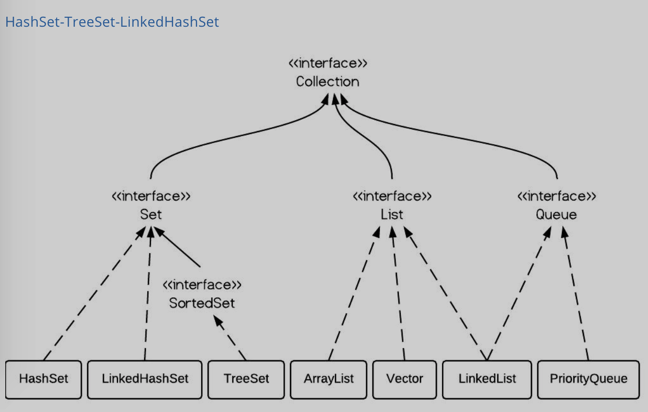 HashSet-TreeSet-LinkedHashSet
<<interface>>
Collection
<<interface>>
Set
<<interface>>
List
<<interface>>
Queue
<<interface>>
SortedSet
HashSet
LinkedHashSet
TreeSet
ArrayList
Vector
LinkedList
PriorityQueue